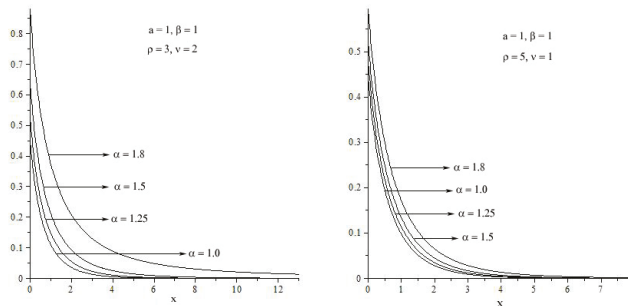 a = 1, β = 1
ρ = 3, ν = 2
0.8
0.7
0.6
0.5
0.4
0.3
0.2
0.1
0
α = 1.8
α = 1.5
α = 1.25
α = 1.0
0 2 4 6 8 10 12
x
a = 1, β = 1
ρ = 5, ν = 1
0.5
0.4
0.3
0.2
0.1
0
α = 1.8
α = 1.0
α = 1.25
α = 1.5
0 1 2 3 4 5 6 7
x